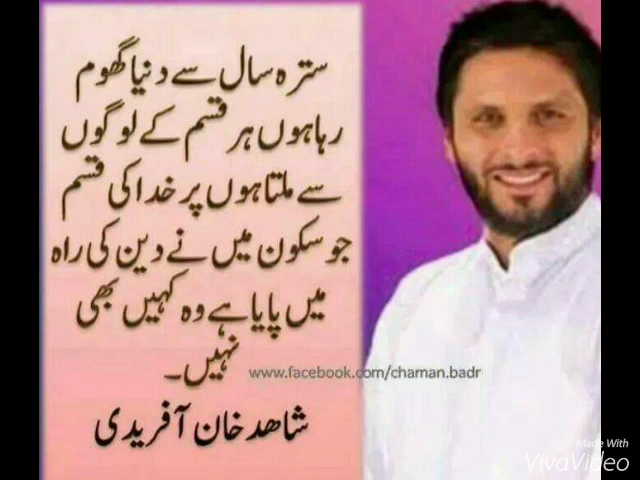 سترہ سال سے دنیا گھوم
رہا ہوں ہر قسم کے لوگوں
سے ملتا ہوں پر خدا کی قسم
جو سکون میں نے دین کی راہ
میں پایا ہے وہ کہیں بھی
نہیں۔
www.facebook.com/chaman.badr
شاھد خان آفریدی
Made With
VivaVideo